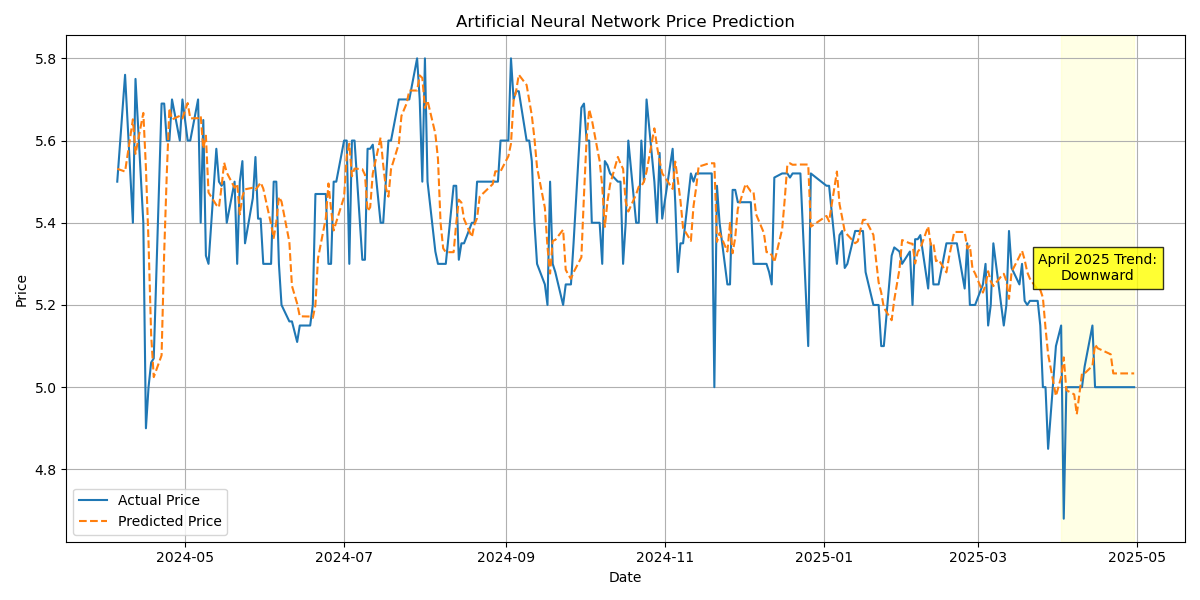 Artificial Neural Network Price Prediction
Price
5.8
5.6
5.4
5.2
5.0
4.8
April 2025 Trend:
Downward
Actual Price
Predicted Price
2024-05
2024-07
2024-09
2024-11
2025-01
2025-03
2025-05
Date